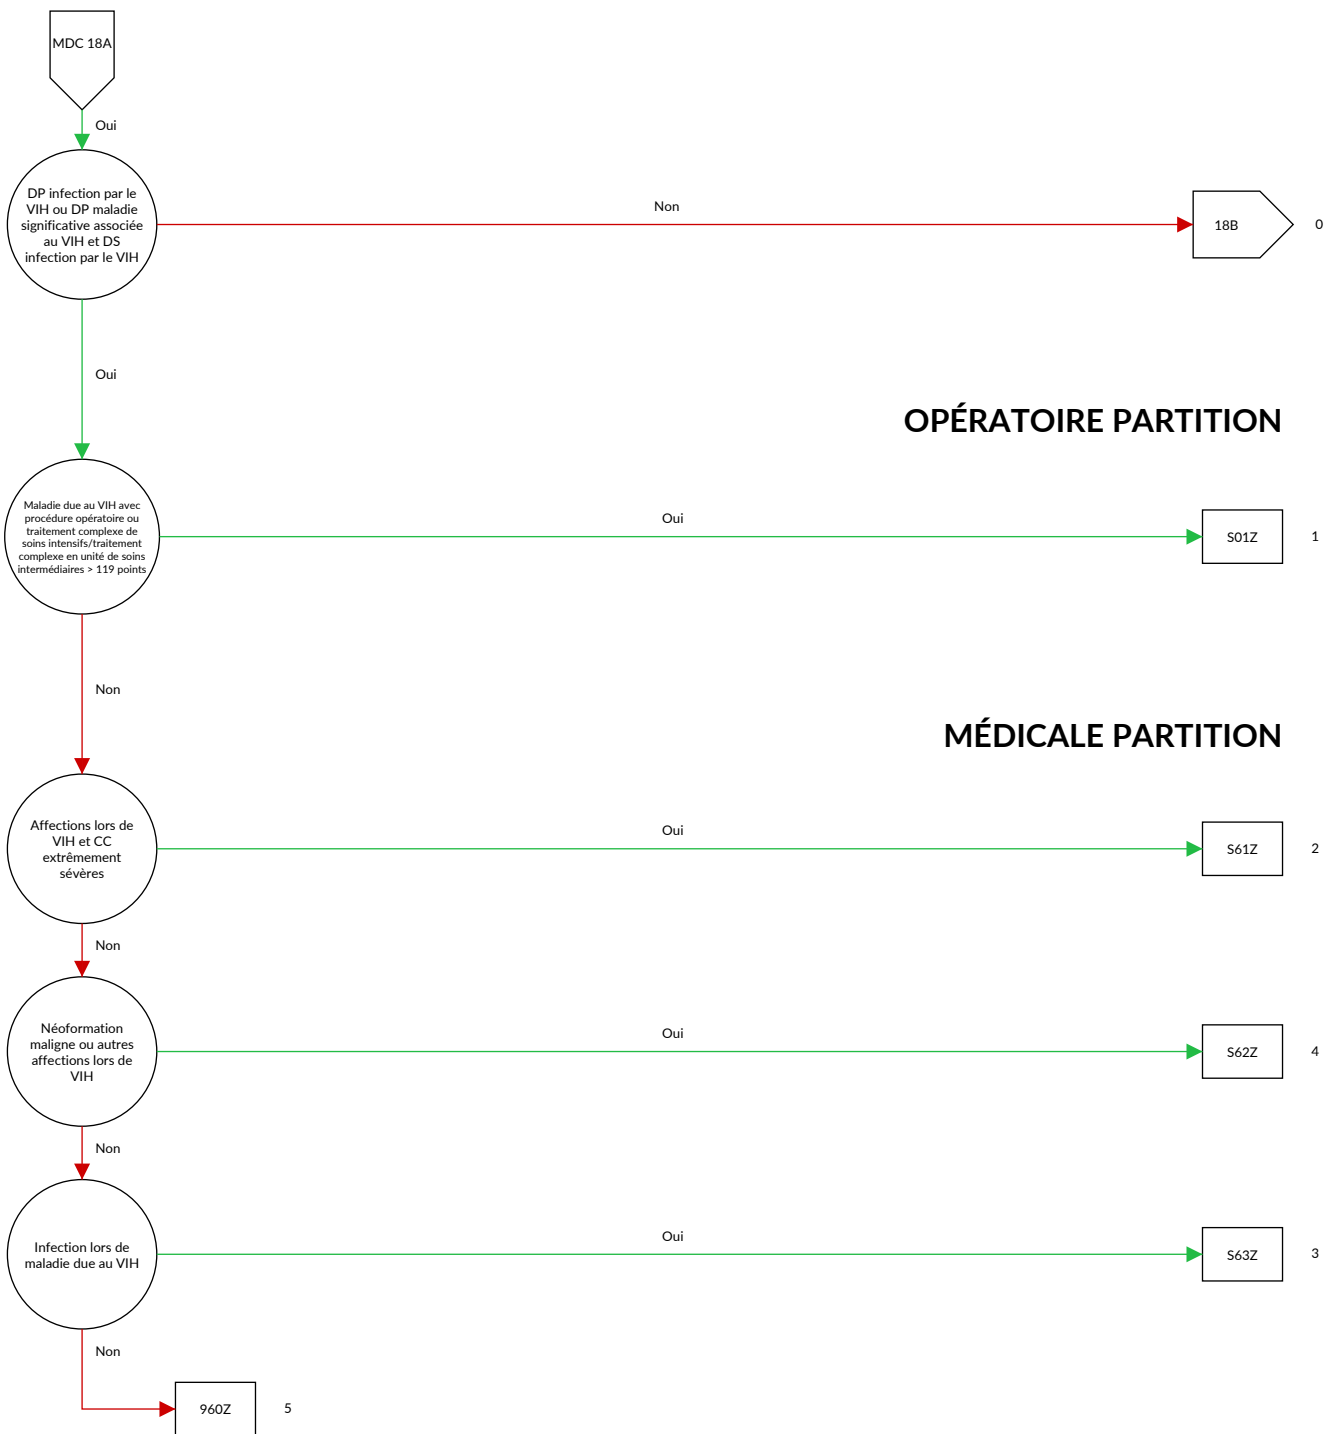 MDC 18A
Oui
DP infection par le
VIH ou DP maladie
significative associée
au VIH et DS
infection par le VIH
Non
18B
0
Oui
OPÉRATOIRE PARTITION
Maladie due au VIH avec
procédure opératoire ou
traitement complexe de
soins intensifs/traitement
complexe en unité de soins
intermédiaires > 119 points
Oui
S01Z
1
Non
MÉDICALE PARTITION
Affections lors de
VIH et CC
extrêmement
sévères
Oui
S61Z
2
Non
Néoformation
maligne ou autres
affections lors de
VIH
Oui
S62Z
4
Non
Infection lors de
maladie due au VIH
Oui
S63Z
3
Non
960Z
5